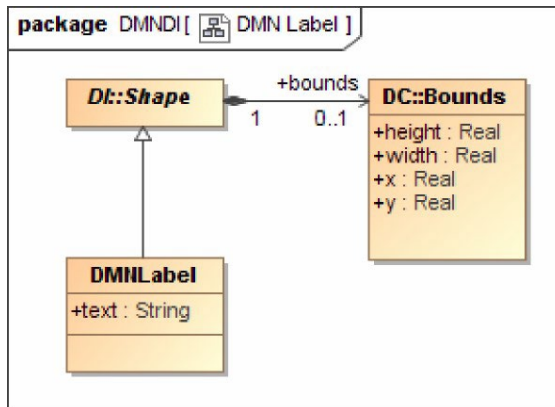 package DMNDI[ DMN Label ]
DI::Shape
+bounds
1
0..1
DC::Bounds
+height : Real
+width : Real
+x : Real
+y : Real
DMNLabel
+text : String